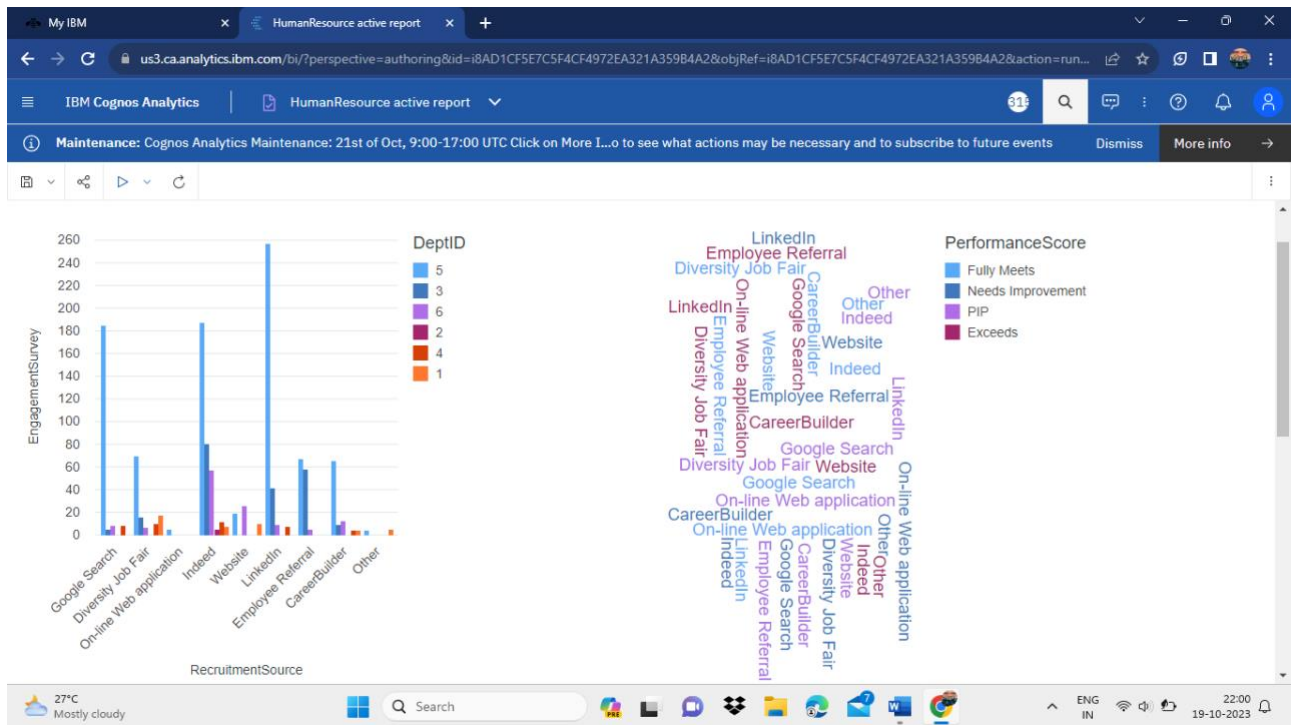 My IBM
HumanResource active report
us3.ca.analytics.ibm.com/bi/?perspective=authoring&id=i8AD1CF5E7C5F4CF4972EA321A359B4A2&objRef=i8AD1CF5E7C5F4CF4972EA321A359B4A2&action=run...
IBM Cognos Analytics
HumanResource active report
Maintenance: Cognos Analytics Maintenance: 21st of Oct, 9:00-17:00 UTC Click on More I...o to see what actions may be necessary and to subscribe to future events
Dismiss
More info
EngagementSurvey
260
240
220
200
180
160
140
120
100
80
60
40
20
0
Google Search
Diversity Job Fair
On-line Web application
Indeed
Website
LinkedIn
Employee Referral
CareerBuilder
Other
RecruitmentSource
DeptID
5
3
6
2
4
1
LinkedIn
Employee Referral
Diversity Job Fair
CareerBuilder
On-line Web application
Google Search
Other
Other
LinkedIn
Indeed
Employee Referral
Diversity Job Fair
Website
Website
Indeed
LinkedIn
Employee Referral
CareerBuilder
Google Search
Diversity Job Fair
Website
On-line Web application
Google Search
On-line Web application
CareerBuilder
Other
On-line Web application
Indeed
LinkedIn
Employee Referral
Google Search
CareerBuilder
Diversity Job Fair
Website
Indeed
Other
PerformanceScore
Fully Meets
Needs Improvement
PIP
Exceeds
27°C
Mostly cloudy
Search
PRE
7
ENG
IN
22:00
19-10-2023